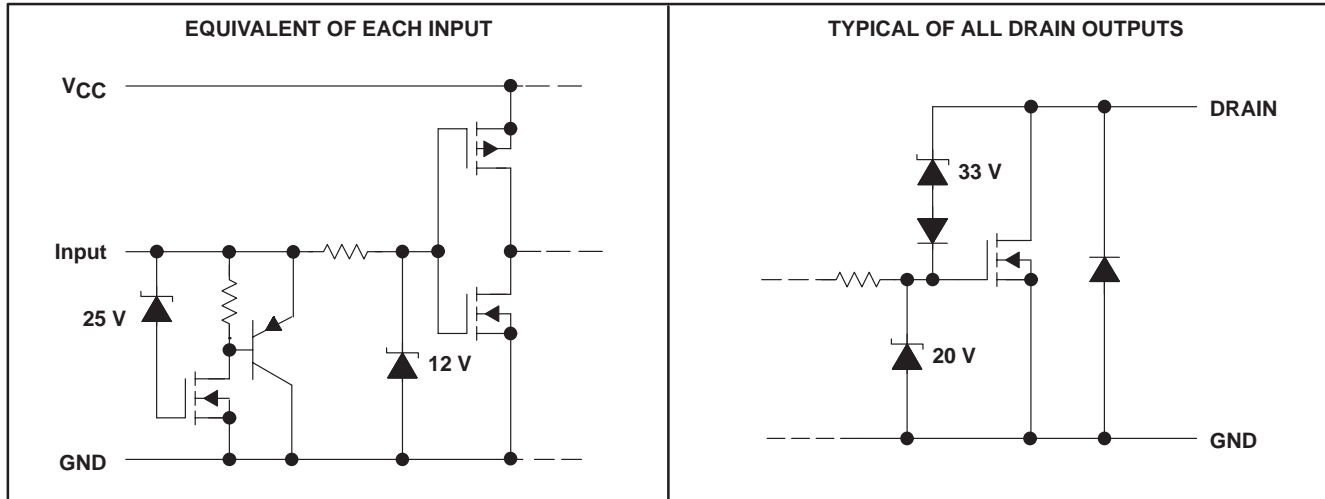 EQUIVALENT OF EACH INPUT
VCC
Input
25 V
12 V
GND
TYPICAL OF ALL DRAIN OUTPUTS
DRAIN
33 V
20 V
GND